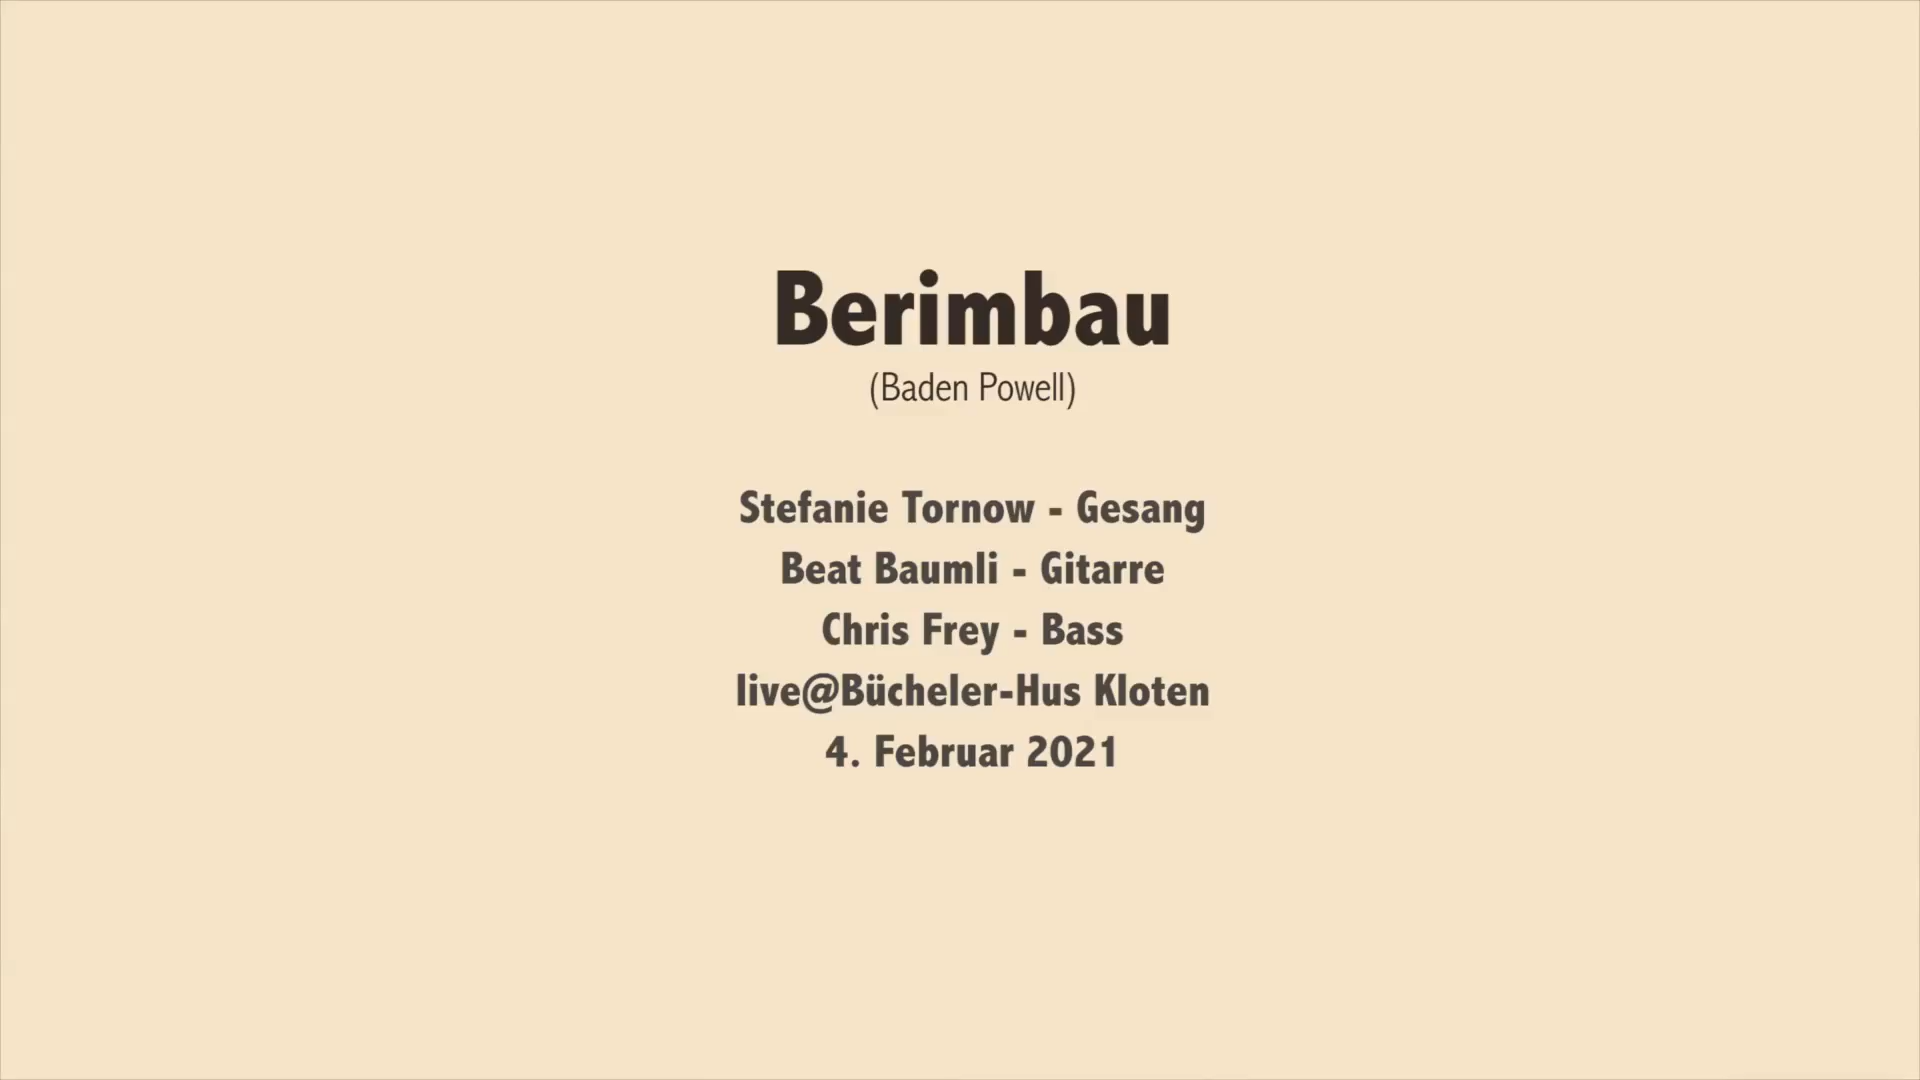 Berimbau
(Baden Powell)
Stefanie Tornow - Gesang
Beat Baumli - Gitarre
Chris Frey - Bass
live@Bücheler-Hus Kloten
4. Februar 2021